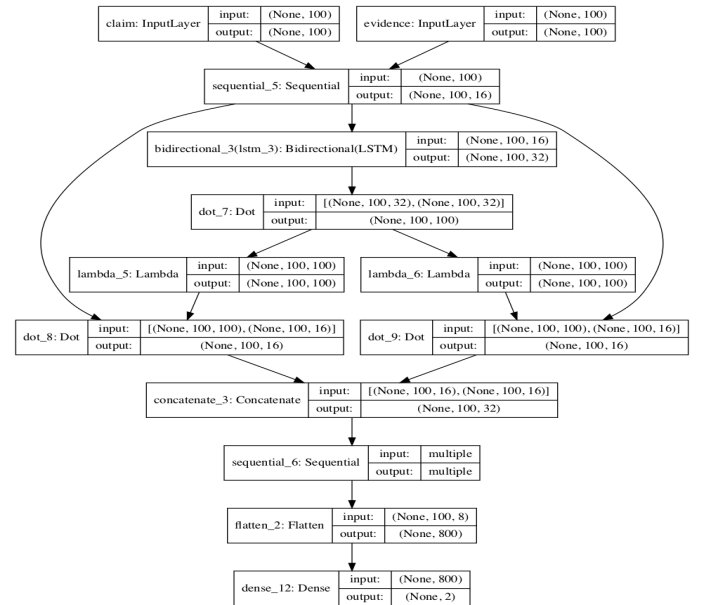 claim: InputLayer
input: (None, 100)
output: (None, 100)
evidence: InputLayer
input: (None, 100)
output: (None, 100)
sequential_5: Sequential
input: (None, 100)
output: (None, 100, 16)
bidirectional_3(lstm_3): Bidirectional(LSTM)
input: (None, 100, 16)
output: (None, 100, 32)
dot_7: Dot
input: [(None, 100, 32), (None, 100, 32)]
output: (None, 100, 100)
lambda_5: Lambda
input: (None, 100, 100)
output: (None, 100, 100)
lambda_6: Lambda
input: (None, 100, 100)
output: (None, 100, 100)
dot_8: Dot
input: [(None, 100, 100), (None, 100, 16)]
output: (None, 100, 16)
dot_9: Dot
input: [(None, 100, 100), (None, 100, 16)]
output: (None, 100, 16)
concatenate_3: Concatenate
input: [(None, 100, 16), (None, 100, 16)]
output: (None, 100, 32)
sequential_6: Sequential
input: multiple
output: multiple
flatten_2: Flatten
input: (None, 100, 8)
output: (None, 800)
dense_12: Dense
input: (None, 800)
output: (None, 2)